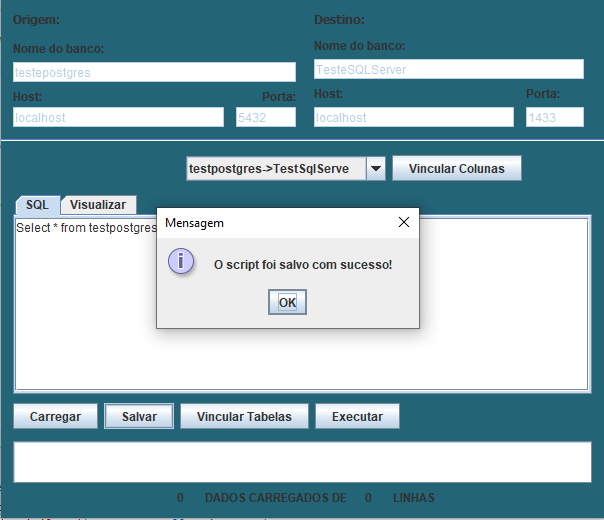 Origem:
Destino:
Nome do banco:
Nome do banco:
testepostgres
TesteSQLServer
Host:
Porta:
Host:
Porta:
localhost
5432
localhost
1433
testpostgres->TestSqlServe
Vincular Colunas
SQL
Visualizar
Select * from testpostgres
Mensagem
O script foi salvo com sucesso!
OK
Carregar
Salvar
Vincular Tabelas
Executar
0 DADOS CARREGADOS DE 0 LINHAS